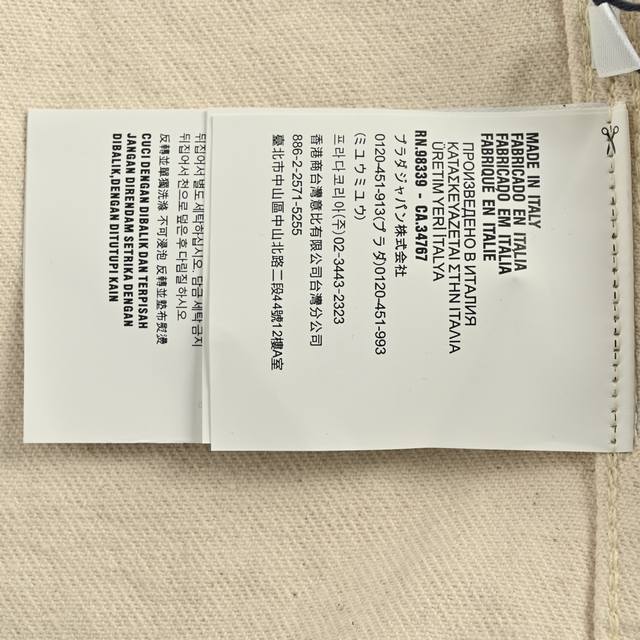 MADE IN ITALY
FABRICADO EN ITALIA
FABRICADO EM ITÁLIA
FABRIQUE EN ITALIE
ПРОИЗВЕДЕНО В ИТАЛИЯ
ΚΑΤΑΣΚΕΥΑΖΕΤΑΙ ΣΤΗΝ ΙΤΑΛΙΑ
ÜRETIM YERİ İTALYA
RN.98339 - CA.34767
プラダジャパン株式会社
0120-451-913(プラダ)0120-451-993
(ミュウミュウ)
프라다코리아(주)02-3443-2323
香港商台灣意比有限公司台灣分公司
886-2-2571-5255
臺北市中山區中山北路二段44號12樓A室
뒤집어서 별도 세탁하십시오. 담금 세탁 금지
뒤집어서 천으로 덮은 후 다림질 하시오
反轉並單獨洗滌 不可浸泡 反轉並墊布熨燙
CUCI DENGAN DIBALIK DAN TERPISAH
JANGAN DIRENDAM SETRIKA DENGAN
DIBALIK,DENGAN DITUTUPI KAIN